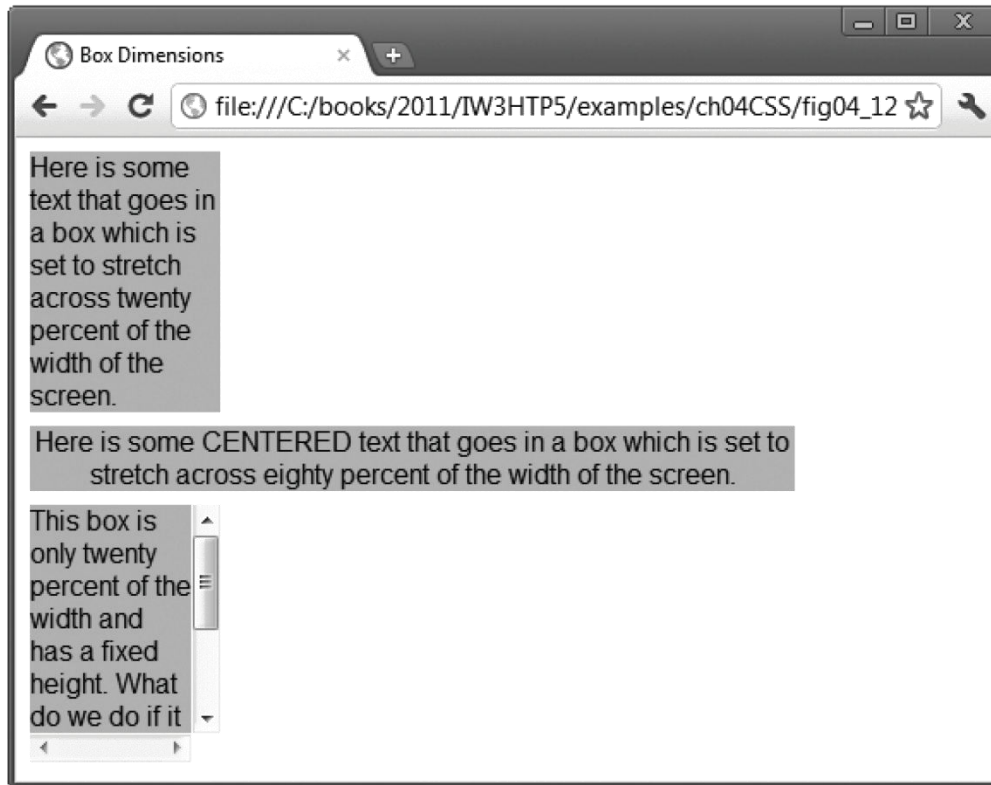 Box Dimensions
file:///C:/books/2011/IW3HTP5/examples/ch04CSS/fig04_12
Here is some
text that goes in
a box which is
set to stretch
across twenty
percent of the
width of the
screen.
Here is some CENTERED text that goes in a box which is set to
stretch across eighty percent of the width of the screen.
This box is
only twenty
percent of the
width and
has a fixed
height. What
do we do if it